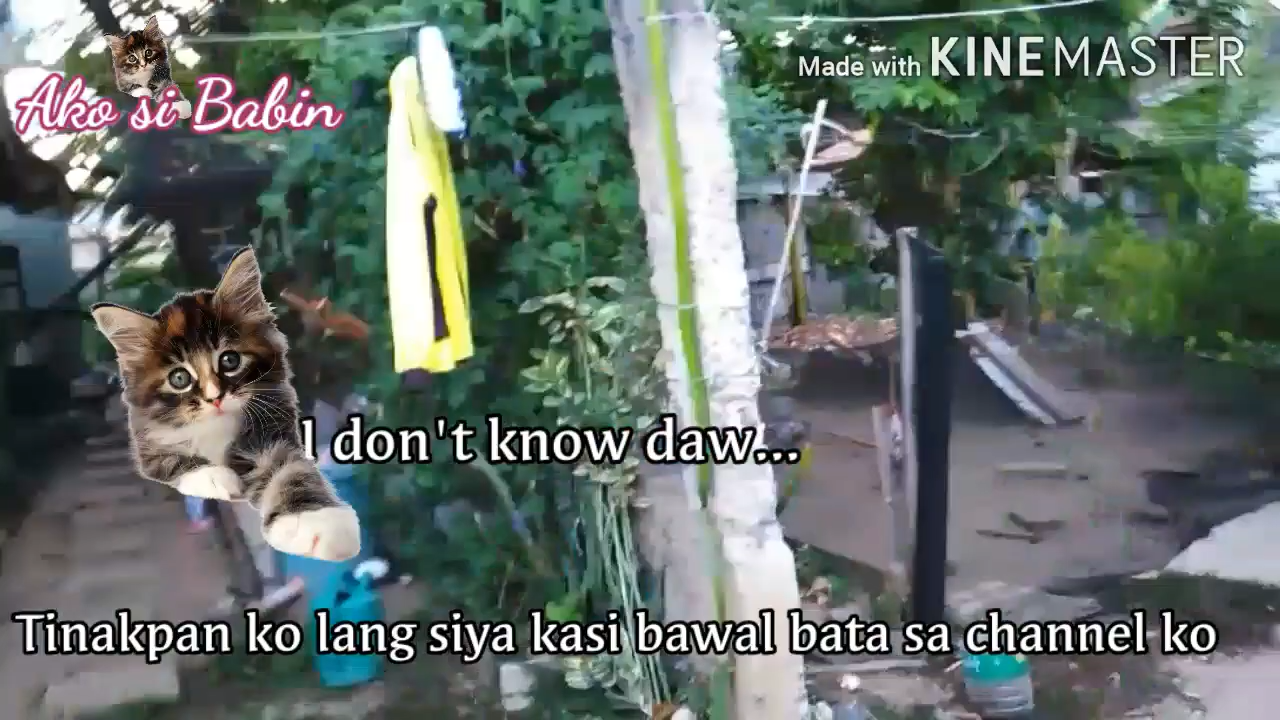 Made with KINEMASTER
Ako si Babin
I don't know daw...
Tinakpan ko lang siya kasi bawal bata sa channel ko